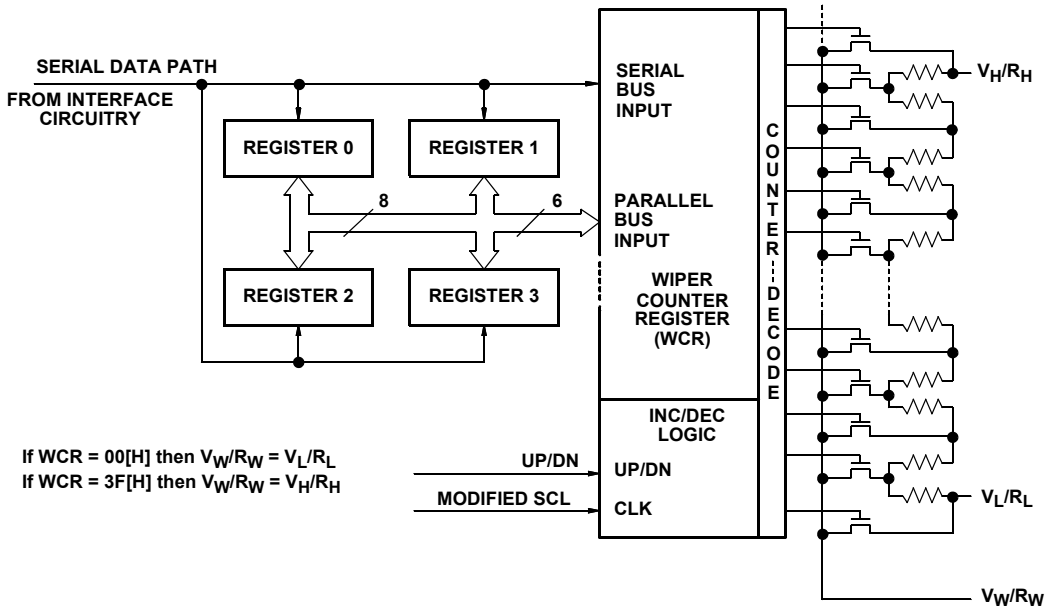 SERIAL DATA PATH
FROM INTERFACE
CIRCUITRY
REGISTER 0
REGISTER 1
8
6
REGISTER 2
REGISTER 3
If WCR = 00[H] then VW/RW = VL/RL
If WCR = 3F[H] then VW/RW = VH/RH
UP/DN
MODIFIED SCL
SERIAL
BUS
INPUT
PARALLEL
BUS
INPUT
WIPER
COUNTER
REGISTER
(WCR)
INC/DEC
LOGIC
UP/DN
CLK
COUNTER
DECODE
VH/RH
VL/RL
VW/RW